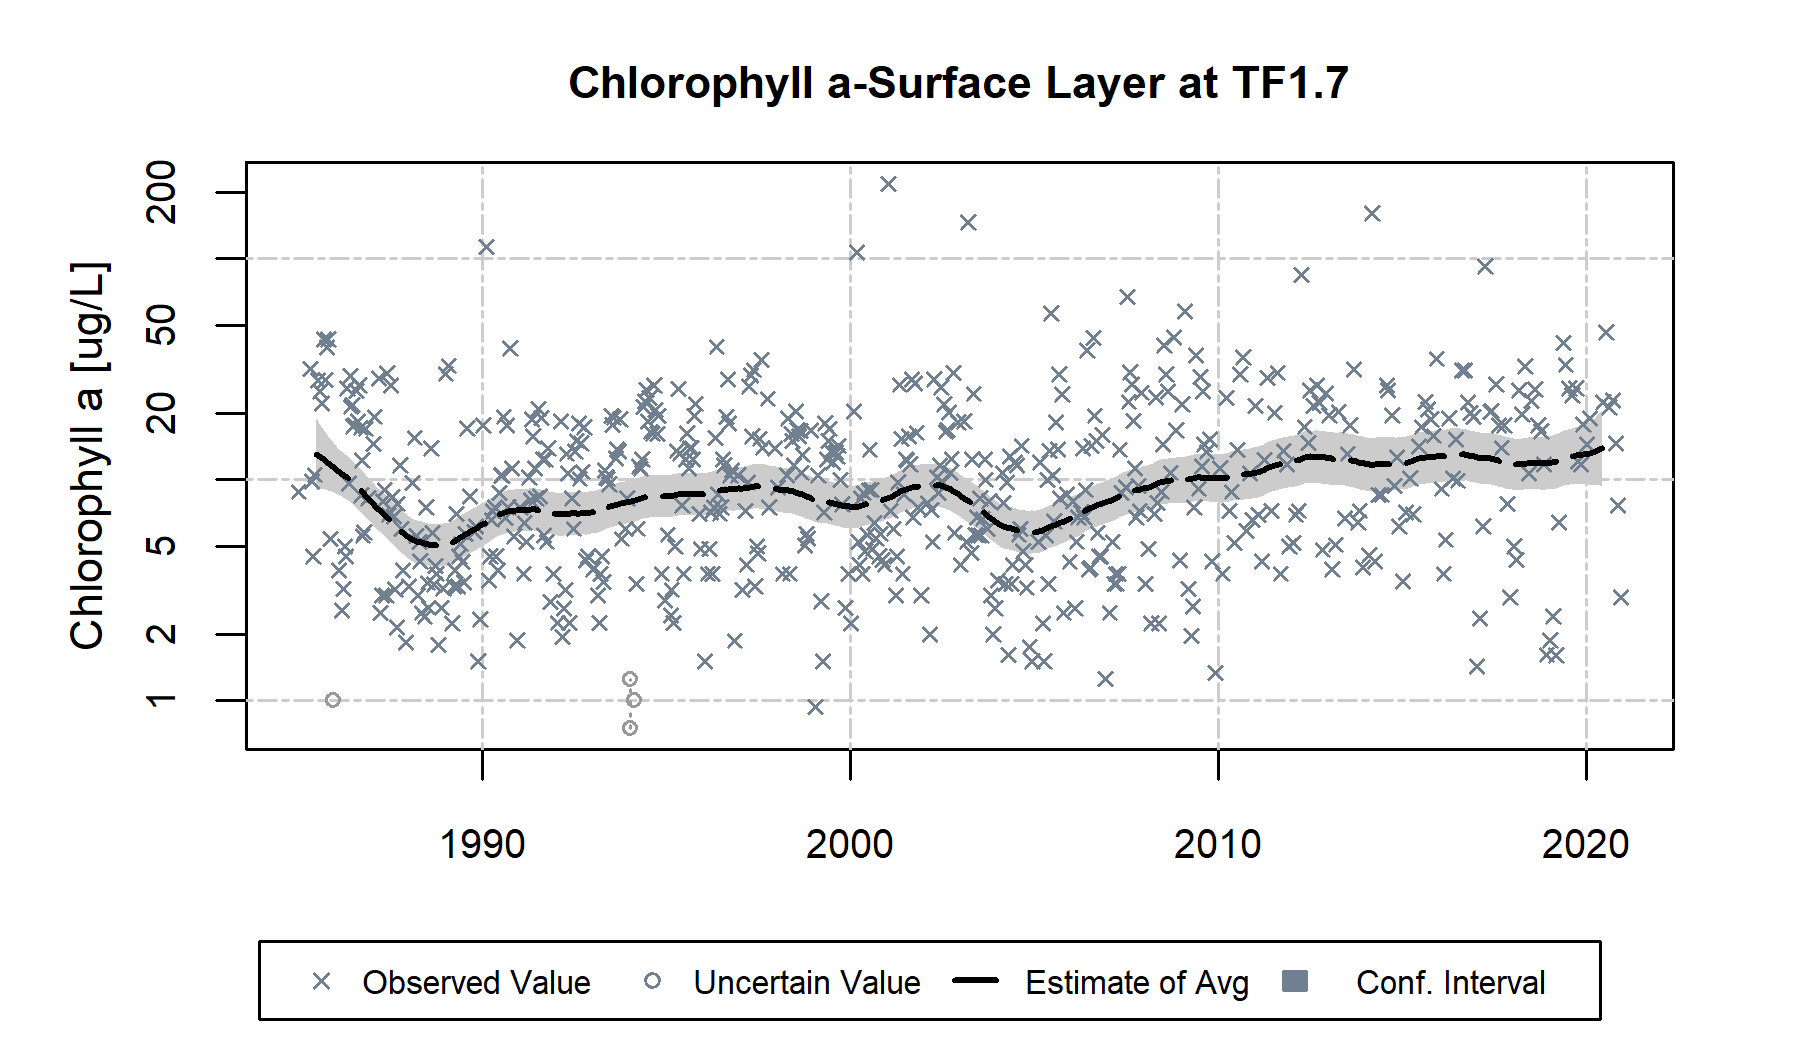 Chlorophyll a-Surface Layer at TF1.7
Chlorophyll a [ug/L]
200
50
20
5
2
1
1990 2000 2010 2020
Observed Value Uncertain Value Estimate of Avg Conf. Interval